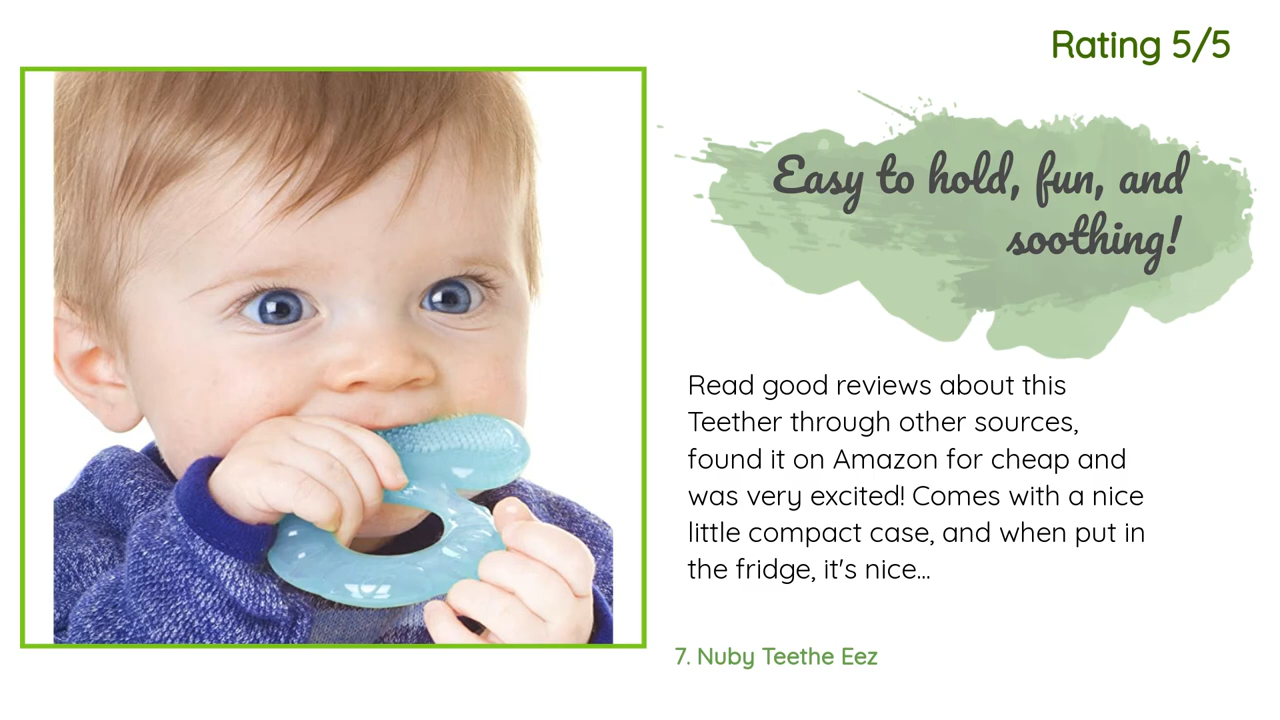 Rating 5/5
Easy to hold, fun, and
soothing!
Read good reviews about this
Teether through other sources,
found it on Amazon for cheap and
was very excited! Comes with a nice
little compact case, and when put in
the fridge, it's nice...
7. Nuby Teethe Eez